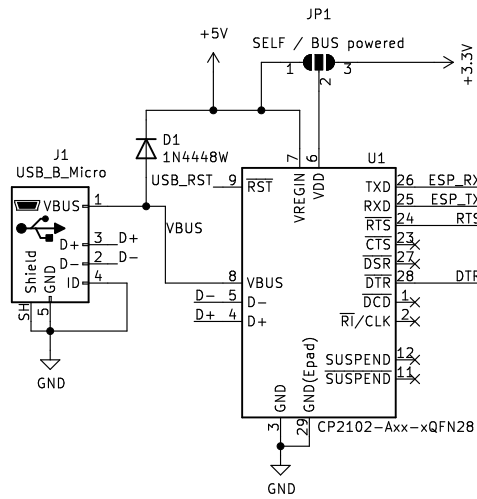 JP1
+5V
SELF / BUS powered
1
3
2
+3.3V
D1
1N4448W
J1
USB_B_Micro
7
6
U1
USB_RST
9
RST
VREGIN
VDD
TXD
26
ESP_RX
VBUS
1
RXD
25
ESP_TX
VBUS
RTS
24
RTS
D+
3
D+
CTS
23
D-
2
D-
DSR
27
ID
4
8
VBUS
DTR
28
DTR
Shield
GND
D-
5
D-
DCD
1
SH
5
D+
4
D+
RI/CLK
2
SUSPEND
12
GND
SUSPEND
11
GND
GND(Epad)
3
29
CP2102-Axx-xQFN28
GND